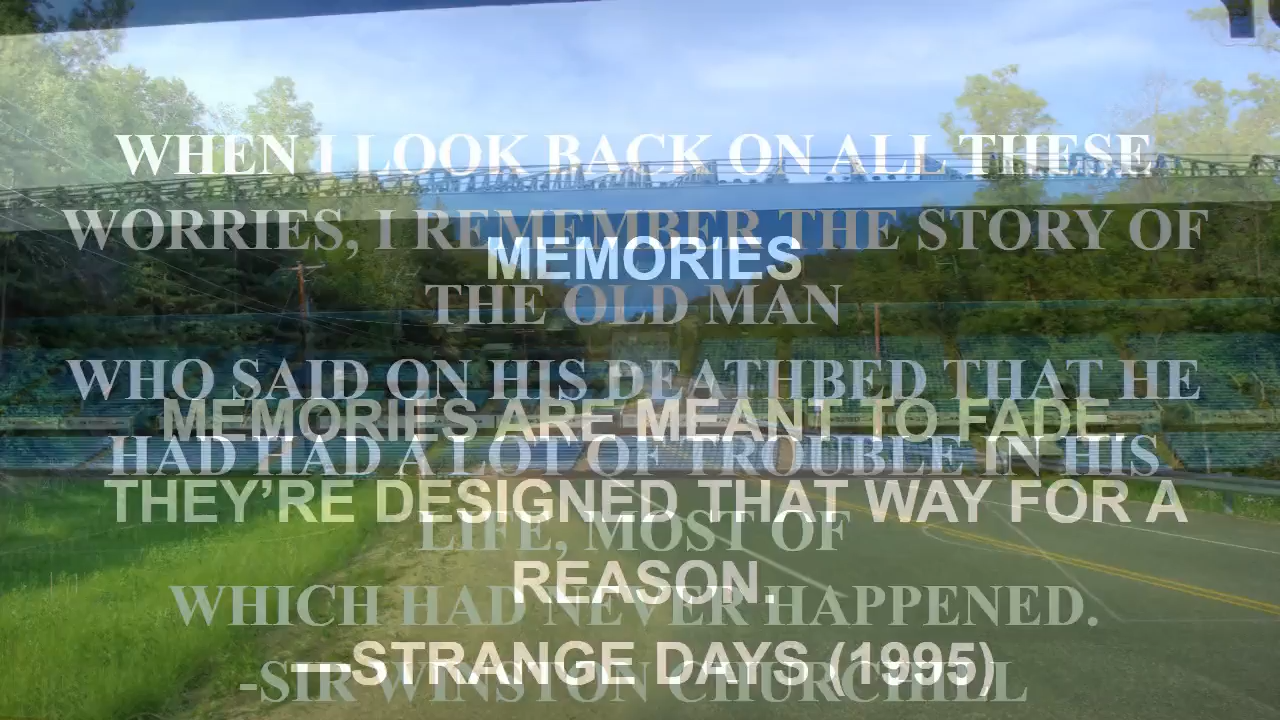 WHEN I LOOK BACK ON ALL THESE
WORRIES, I REMEMBER THE STORY OF
THE OLD MAN
WHO SAID ON HIS DEATHBED THAT HE
HAD HAD A LOT OF TROUBLE IN HIS
LIFE, MOST OF
WHICH HAD NEVER HAPPENED.
-SIR WINSTON CHURCHILL
MEMORIES
MEMORIES ARE MEANT TO FADE.
THEY’RE DESIGNED THAT WAY FOR A
REASON.
—STRANGE DAYS (1995)